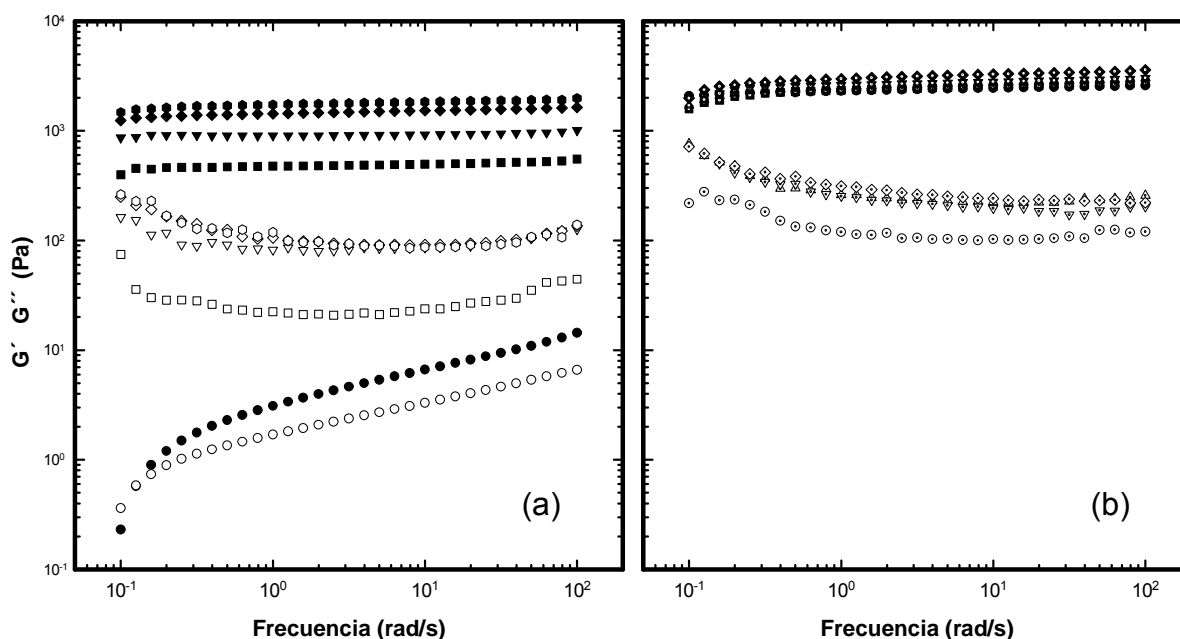 10⁴
10³
10²
10¹
10⁰
10⁻¹
G´ G´´ (Pa)
(a)
(b)
10⁻¹ 10⁰ 10¹ 10²
10⁻¹ 10⁰ 10¹ 10²
Frecuencia (rad/s)
Frecuencia (rad/s)